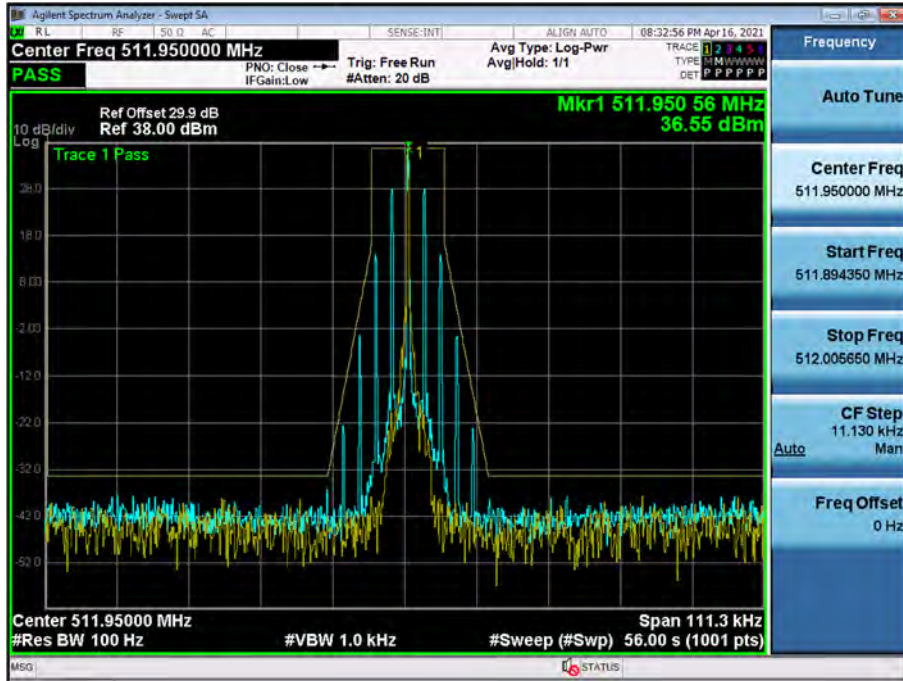 Agilent Spectrum Analyzer - Swept SA
RL RF 50 Ω AC SENSE:INT ALIGN AUTO 08:32:56 PM Apr 16, 2021
Center Freq 511.950000 MHz
PASS
PNO: Close
IFGain:Low
Trig: Free Run
#Atten: 20 dB
Avg Type: Log-Pwr
Avg|Hold: 1/1
TRACE 1 2 3 4 5 6
TYPE M M W W W W
DET P P P P P P
Mkr1 511.950 56 MHz
36.55 dBm
Ref Offset 29.9 dB
10 dB/div Ref 38.00 dBm
Log
Trace 1 Pass
1
28.0
18.0
8.00
-2.00
-12.0
-22.0
-32.0
-42.0
-52.0
Center 511.95000 MHz Span 111.3 kHz
#Res BW 100 Hz #VBW 1.0 kHz #Sweep (#Swp) 56.00 s (1001 pts)
MSG STATUS
Frequency
Auto Tune
Center Freq
511.950000 MHz
Start Freq
511.894350 MHz
Stop Freq
512.005650 MHz
CF Step
11.130 kHz
Auto Man
Freq Offset
0 Hz